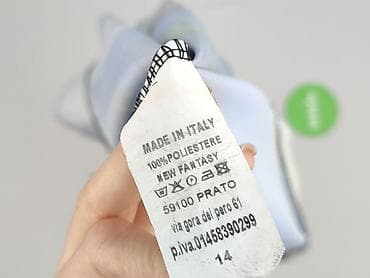 MADE IN ITALY
100%POLIESTERE
NEW FANTASY
59100 PRATO
via gora del pero 61
p.iva.01458390299
14